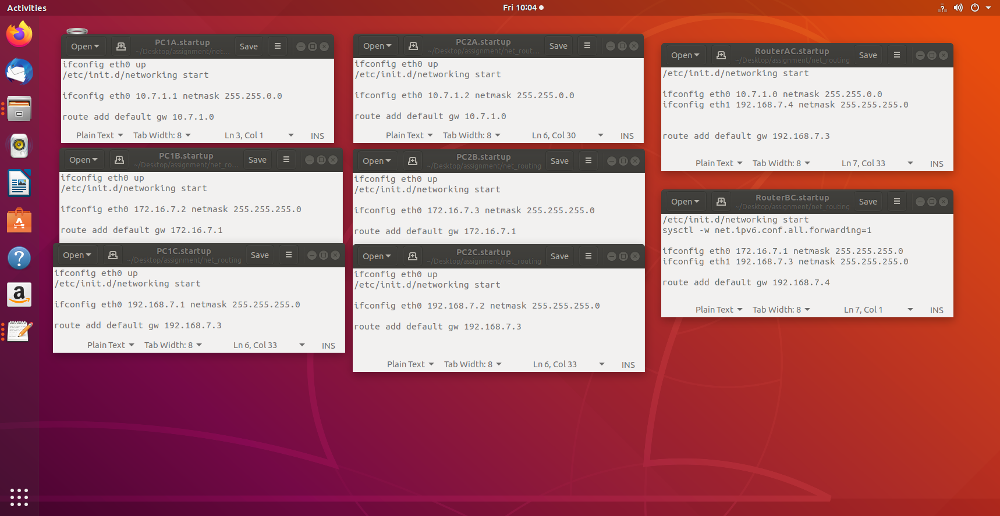 Activities
Fri 10:04
Open
PC1A.startup
~/Desktop/assignment/net...
Save
ifconfig eth0 up
/etc/init.d/networking start
ifconfig eth0 10.7.1.1 netmask 255.255.0.0
route add default gw 10.7.1.0
Plain Text
Tab Width: 8
Ln 3, Col 1
INS
Open
PC2A.startup
~/Desktop/assignment/net_rout...
Save
ifconfig eth0 up
/etc/init.d/networking start
ifconfig eth0 10.7.1.2 netmask 255.255.0.0
route add default gw 10.7.1.0
Plain Text
Tab Width: 8
Ln 6, Col 30
INS
Open
RouterAC.startup
~/Desktop/assignment/net_routing
Save
/etc/init.d/networking start
ifconfig eth0 10.7.1.0 netmask 255.255.0.0
ifconfig eth1 192.168.7.4 netmask 255.255.255.0
route add default gw 192.168.7.3
Plain Text
Tab Width: 8
Ln 7, Col 33
INS
Open
PC1B.startup
~/Desktop/assignment/net_ro...
Save
ifconfig eth0 up
/etc/init.d/networking start
ifconfig eth0 172.16.7.2 netmask 255.255.255.0
route add default gw 172.16.7.1
Open
PC2B.startup
~/Desktop/assignment/net_routing
Save
ifconfig eth0 up
/etc/init.d/networking start
ifconfig eth0 172.16.7.3 netmask 255.255.255.0
route add default gw 172.16.7.1
Open
RouterBC.startup
~/Desktop/assignment/net_routing
Save
/etc/init.d/networking start
sysctl -w net.ipv6.conf.all.forwarding=1
ifconfig eth0 172.16.7.1 netmask 255.255.255.0
ifconfig eth1 192.168.7.3 netmask 255.255.255.0
route add default gw 192.168.7.4
Plain Text
Tab Width: 8
Ln 7, Col 1
INS
Open
PC1C.startup
~/Desktop/assignment/net_routing
Save
ifconfig eth0 up
/etc/init.d/networking start
ifconfig eth0 192.168.7.1 netmask 255.255.255.0
route add default gw 192.168.7.3
Plain Text
Tab Width: 8
Ln 6, Col 33
INS
Open
PC2C.startup
~/Desktop/assignment/net_routing
Save
ifconfig eth0 up
/etc/init.d/networking start
ifconfig eth0 192.168.7.2 netmask 255.255.255.0
route add default gw 192.168.7.3
Plain Text
Tab Width: 8
Ln 6, Col 33
INS